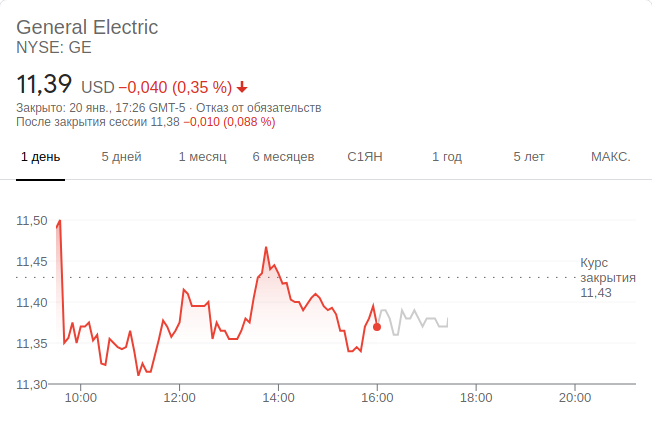 General Electric
NYSE: GE
11,39 USD −0,040 (0,35 %)
Закрыто: 20 янв., 17:26 GMT-5 · Отказ от обязательств
После закрытия сессии 11,38 −0,010 (0,088 %)
1 день 5 дней 1 месяц 6 месяцев С1ЯН 1 год 5 лет МАКС.
11,50
11,45
Курс
закрытия
11,43
11,40
11,35
11,30
10:00 12:00 14:00 16:00 18:00 20:00